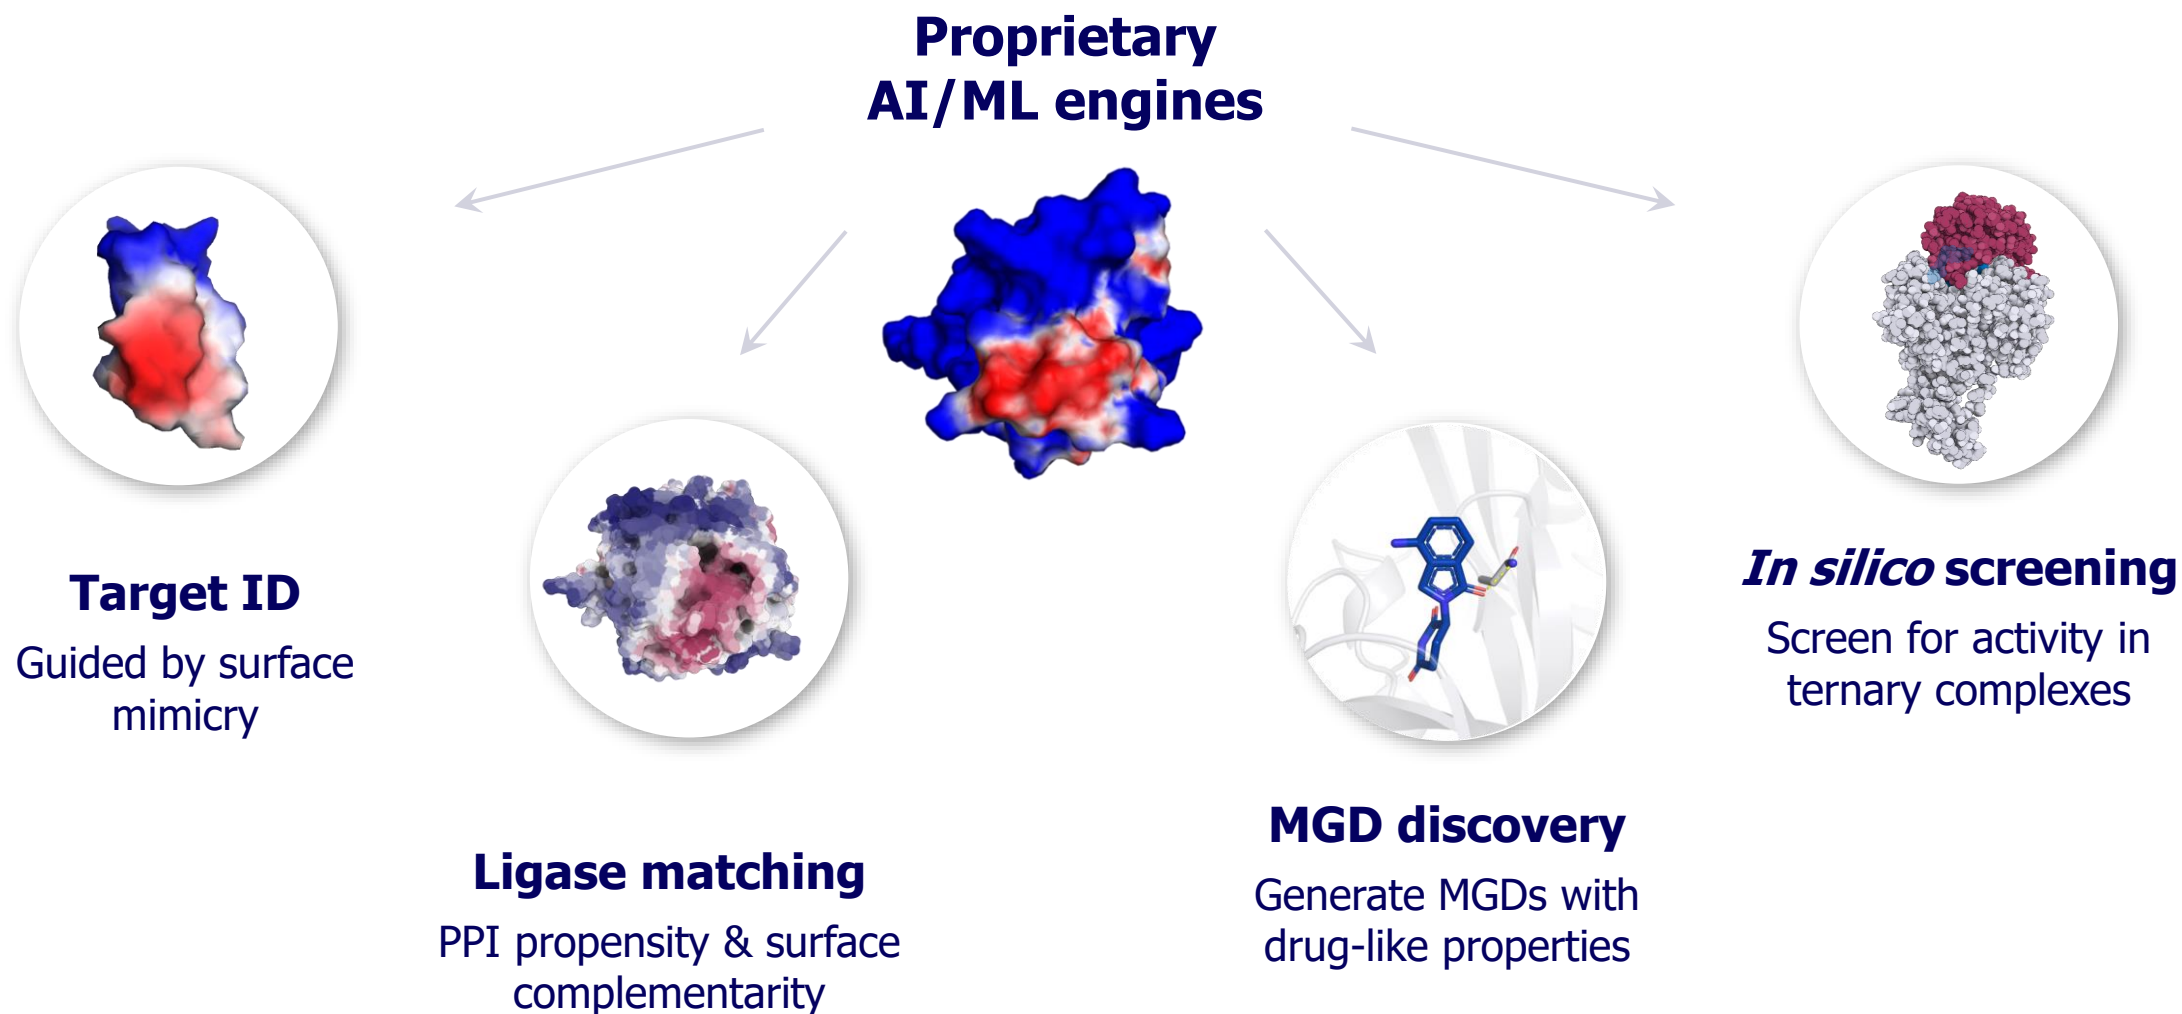 Proprietary
AI/ML engines
Target ID
Guided by surface
mimicry
Ligase matching
PPI propensity & surface
complementarity
MGD discovery
Generate MGDs with
drug-like properties
In silico screening
Screen for activity in
ternary complexes